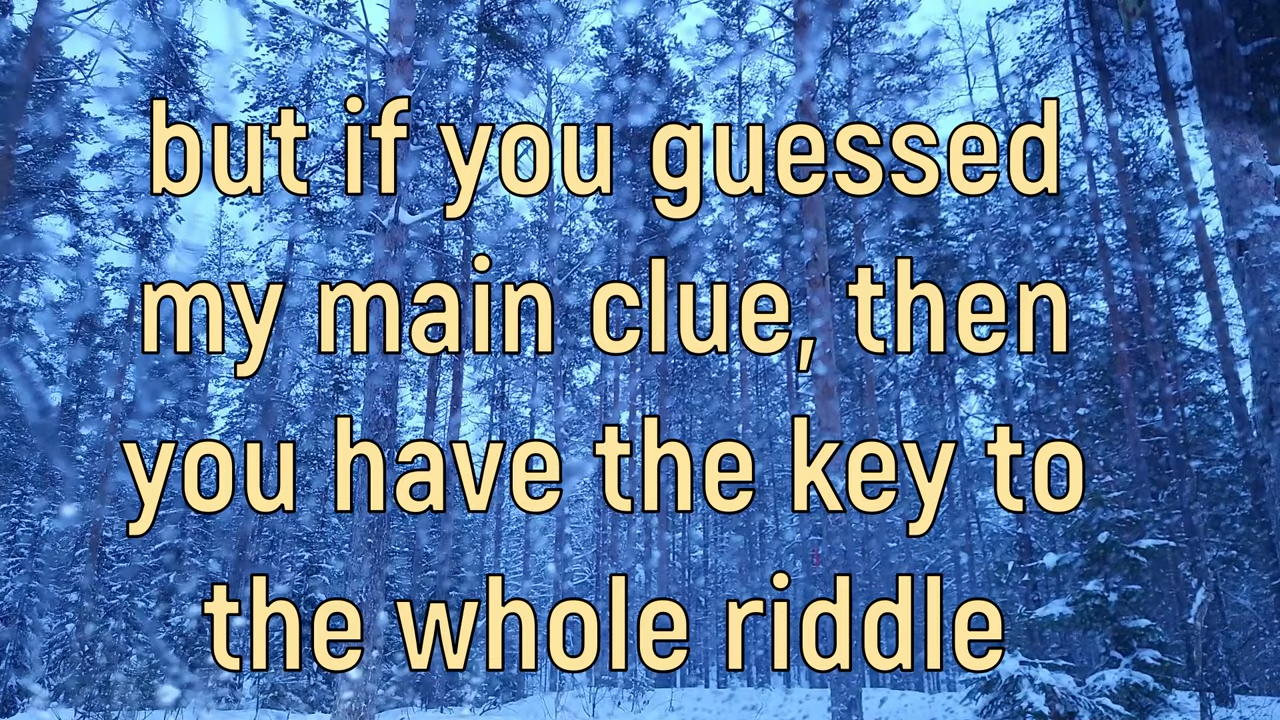 but if you guessed
my main clue, then
you have the key to
the whole riddle